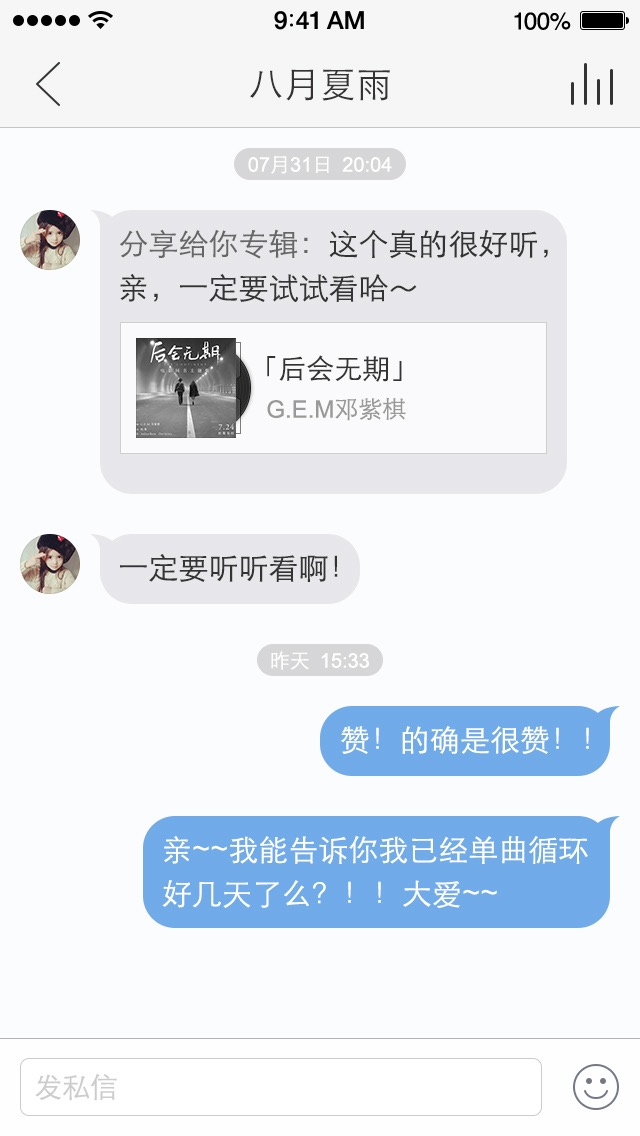 9:41 AM
100%
八月夏雨
07月31日 20:04
分享给你专辑：这个真的很好听，
亲，一定要试试看哈～
后会无期
7.24
「后会无期」
G.E.M邓紫棋
一定要听听看啊！
昨天 15:33
赞！的确是很赞！！
亲~~我能告诉你我已经单曲循环
好几天了么？！！大爱~~
发私信